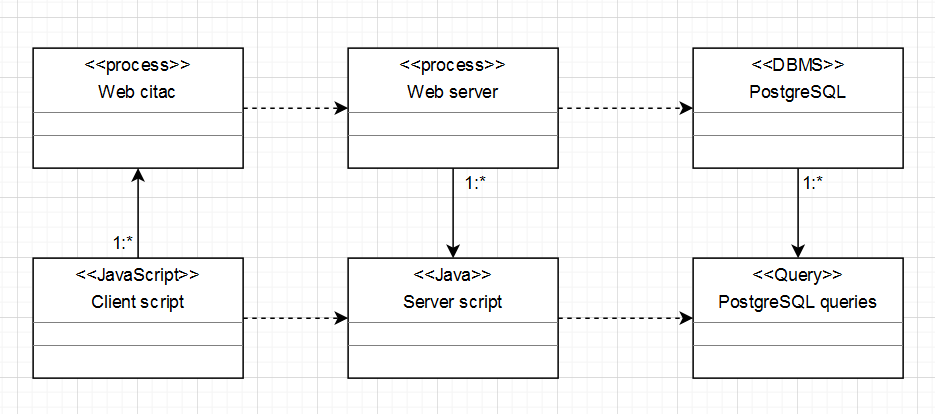 <<process>>
Web citac
<<process>>
Web server
<<DBMS>>
PostgreSQL
1:*
1:*
1:*
<<JavaScript>>
Client script
<<Java>>
Server script
<<Query>>
PostgreSQL queries